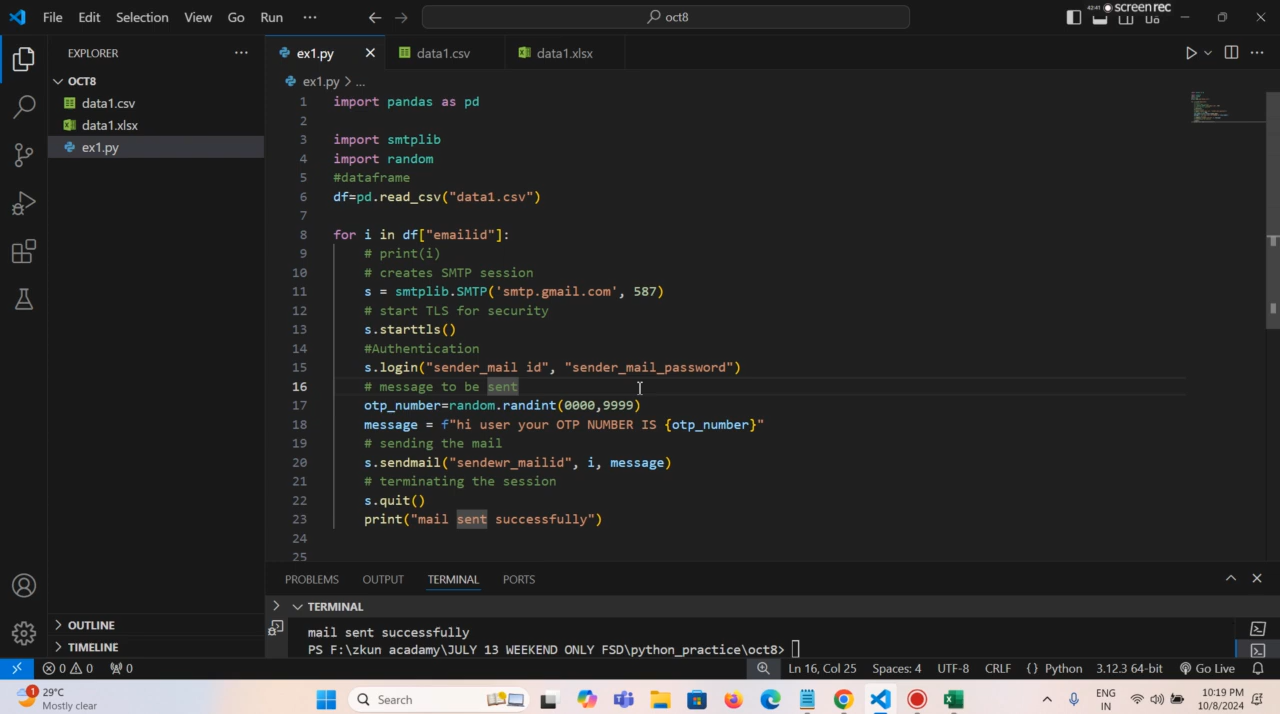 File Edit Selection View Go Run ··· oct8 42:41 screenrec
EXPLORER ···
ex1.py data1.csv data1.xlsx ···
OCT8
data1.csv
data1.xlsx
ex1.py
ex1.py > ...
1 import pandas as pd
2
3 import smtplib
4 import random
5 #dataframe
6 df=pd.read_csv("data1.csv")
7
8 for i in df["emailid"]:
9 # print(i)
10 # creates SMTP session
11 s = smtplib.SMTP('smtp.gmail.com', 587)
12 # start TLS for security
13 s.starttls()
14 #Authentication
15 s.login("sender_mail id", "sender_mail_password")
16 # message to be sent
17 otp_number=random.randint(0000,9999)
18 message = f"hi user your OTP NUMBER IS {otp_number}"
19 # sending the mail
20 s.sendmail("sendewr_mailid", i, message)
21 # terminating the session
22 s.quit()
23 print("mail sent successfully")
24
25
PROBLEMS OUTPUT TERMINAL PORTS
TERMINAL
mail sent successfully
PS F:\zkun acadamy\JULY 13 WEEKEND ONLY FSD\python_practice\oct8>
OUTLINE
TIMELINE
0 0 0 Ln 16, Col 25 Spaces: 4 UTF-8 CRLF { } Python 3.12.3 64-bit Go Live
1 29°C
Mostly clear
Search
ENG
IN
10:19 PM
10/8/2024